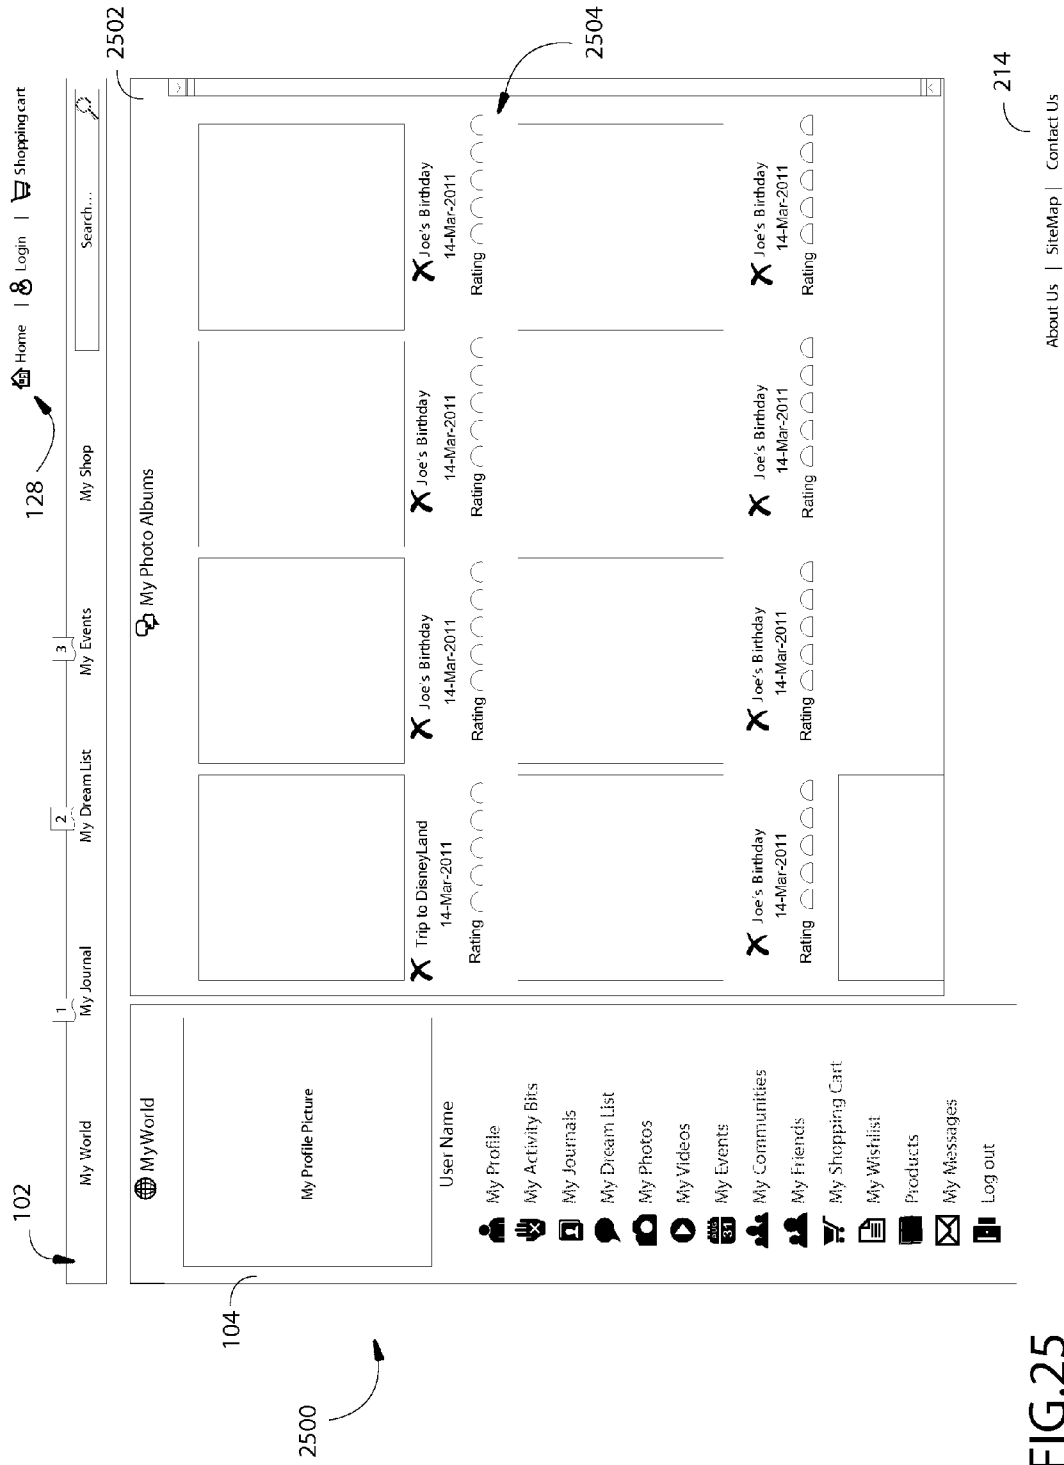 128
Home | Login | Shopping cart
102
1
2
3
My World
My Journal
My Dream List
My Events
My Shop
Search...
2502
MyWorld
My Profile Picture
104
User Name
My Profile
My Activity Bits
My Journals
My Dream List
My Photos
My Videos
My Events
AUG
31
My Communities
My Friends
My Shopping Cart
My Wishlist
Products
My Messages
Log out
My Photo Albums
Trip to DisneyLand
14-Mar-2011
Rating
Joe's Birthday
14-Mar-2011
Rating
Joe's Birthday
14-Mar-2011
Rating
Joe's Birthday
14-Mar-2011
Rating
2504
Joe's Birthday
14-Mar-2011
Rating
Joe's Birthday
14-Mar-2011
Rating
Joe's Birthday
14-Mar-2011
Rating
Joe's Birthday
14-Mar-2011
Rating
2500
214
About Us | SiteMap | Contact Us
FIG.25